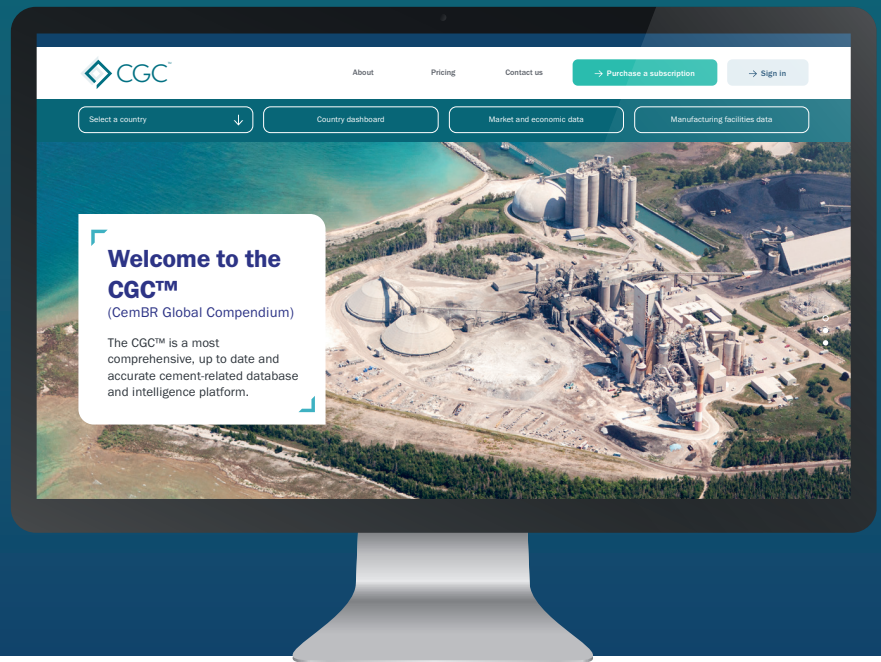 CGC™
About
Pricing
Contact us
→ Purchase a subscription
→ Sign in
Select a country ↓
Country dashboard
Market and economic data
Manufacturing facilities data
Welcome to the
CGC™
(CemBR Global Compendium)
The CGC™ is a most
comprehensive, up to date and
accurate cement-related database
and intelligence platform.